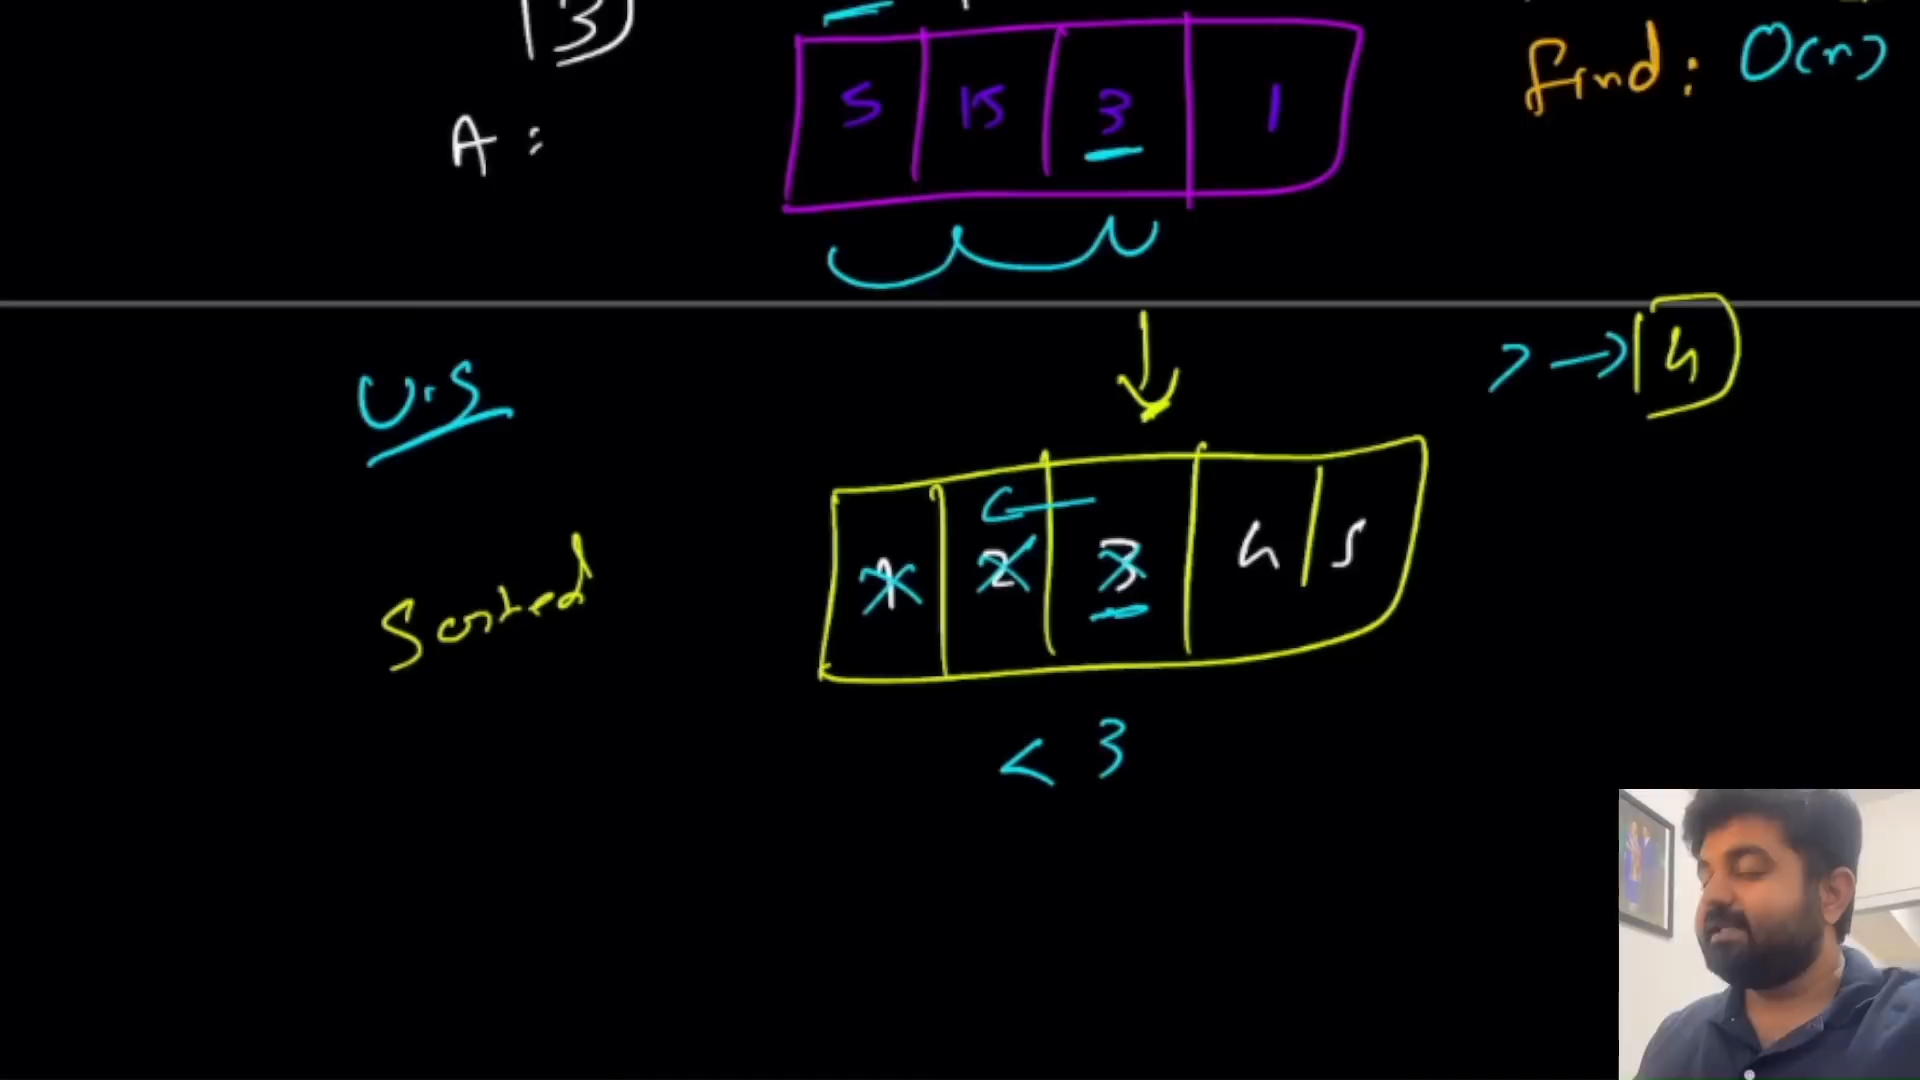 3
find: O(n)
A :
5 15 3 1
U.S
> → 4
1 2 3 4 5
Sorted
< 3